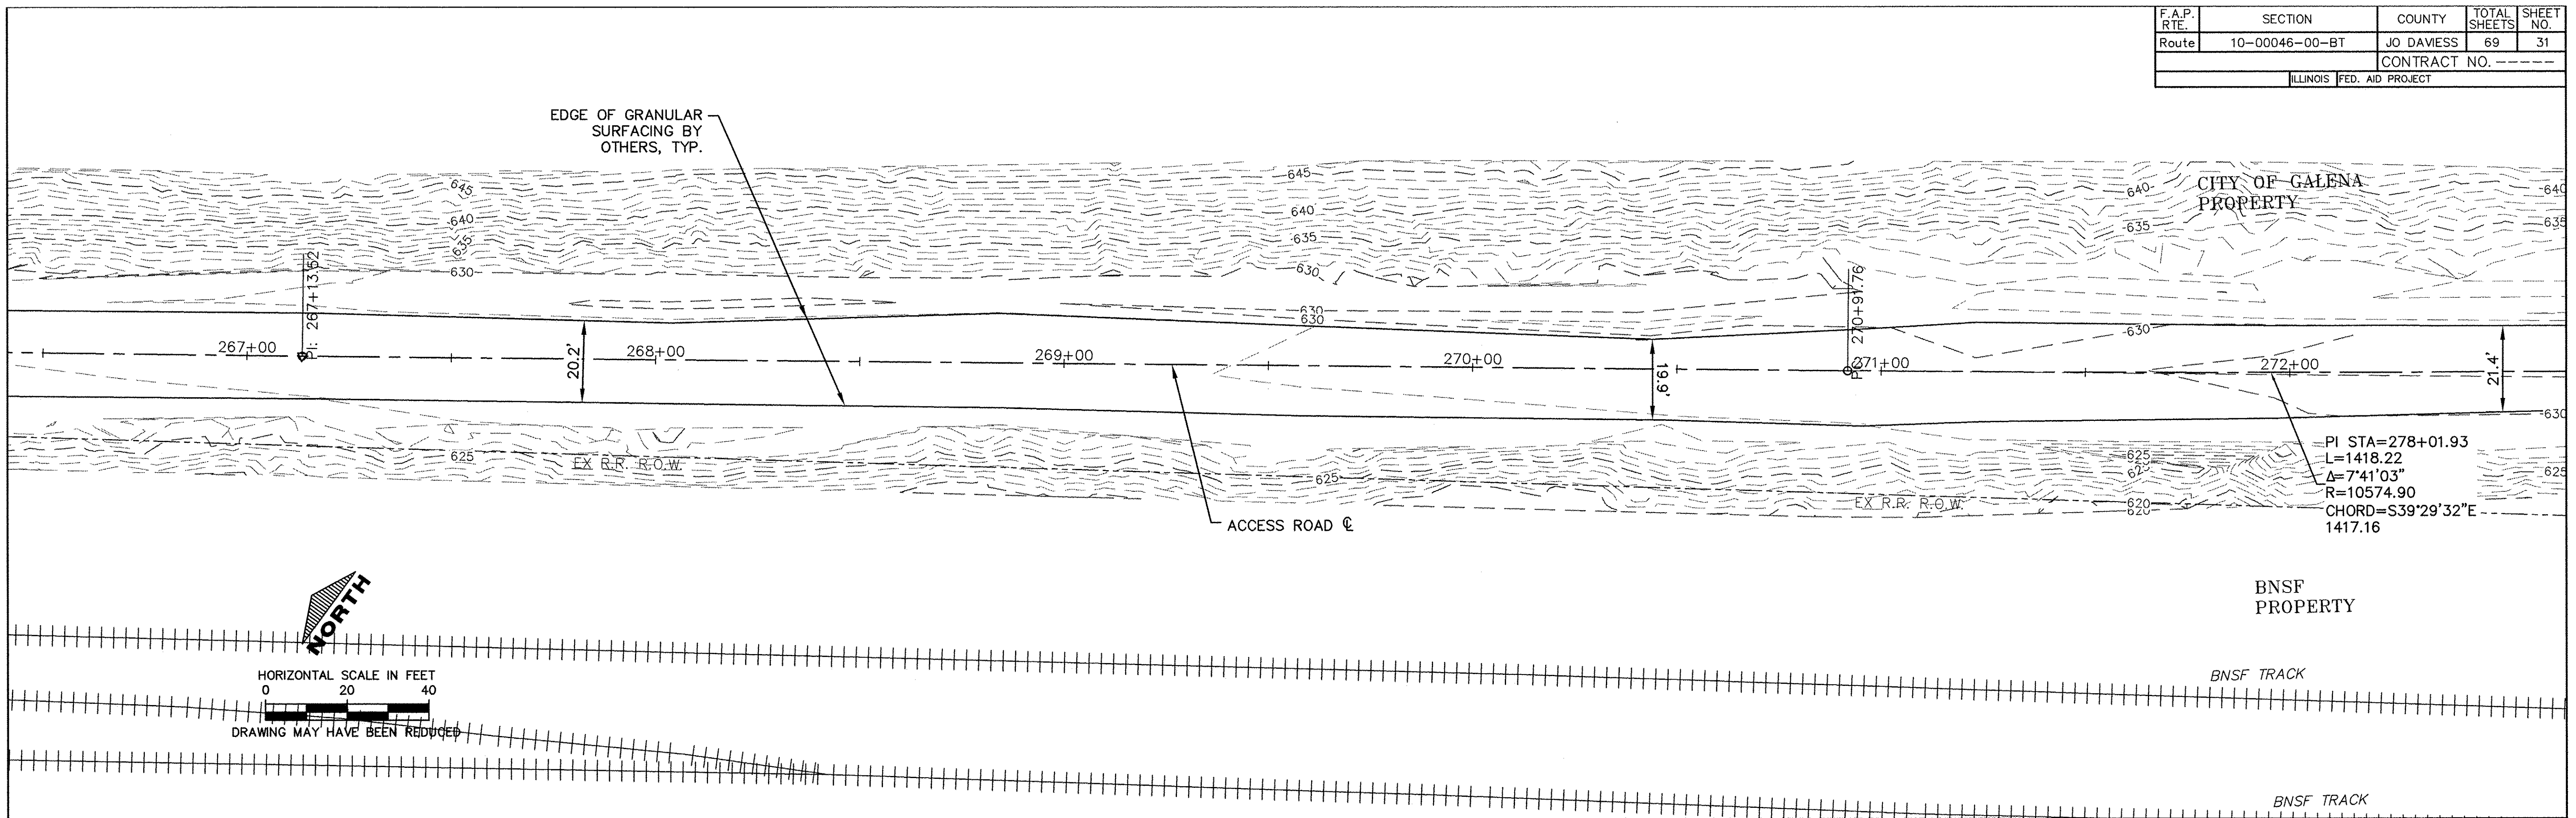 F.A.P. RTE. SECTION COUNTY TOTAL SHEETS SHEET NO.
Route 10-00046-00-BT JO DAVIESS 69 31
CONTRACT NO. ------
ILLINOIS FED. AID PROJECT
EDGE OF GRANULAR
SURFACING BY
OTHERS, TYP.
645 645
640 CITY OF GALENA 640
PROPERTY
640 640
635 635 635 635
630 630
PI: 267+13.52
PC: 270+91.76
630
630 630
267+00 268+00 269+00 270+00 271+00 272+00
20.2' 19.9' 21.4'
630
625 EX R.R. R.O.W. 625 625 625 625
EX R.R. R.O.W. 620
620
PI STA=278+01.93
L=1418.22
Δ=7°41'03"
R=10574.90
CHORD=S39°29'32"E
1417.16
ACCESS ROAD ℄
NORTH
BNSF
PROPERTY
HORIZONTAL SCALE IN FEET
0 20 40
DRAWING MAY HAVE BEEN REDUCED
BNSF TRACK
BNSF TRACK